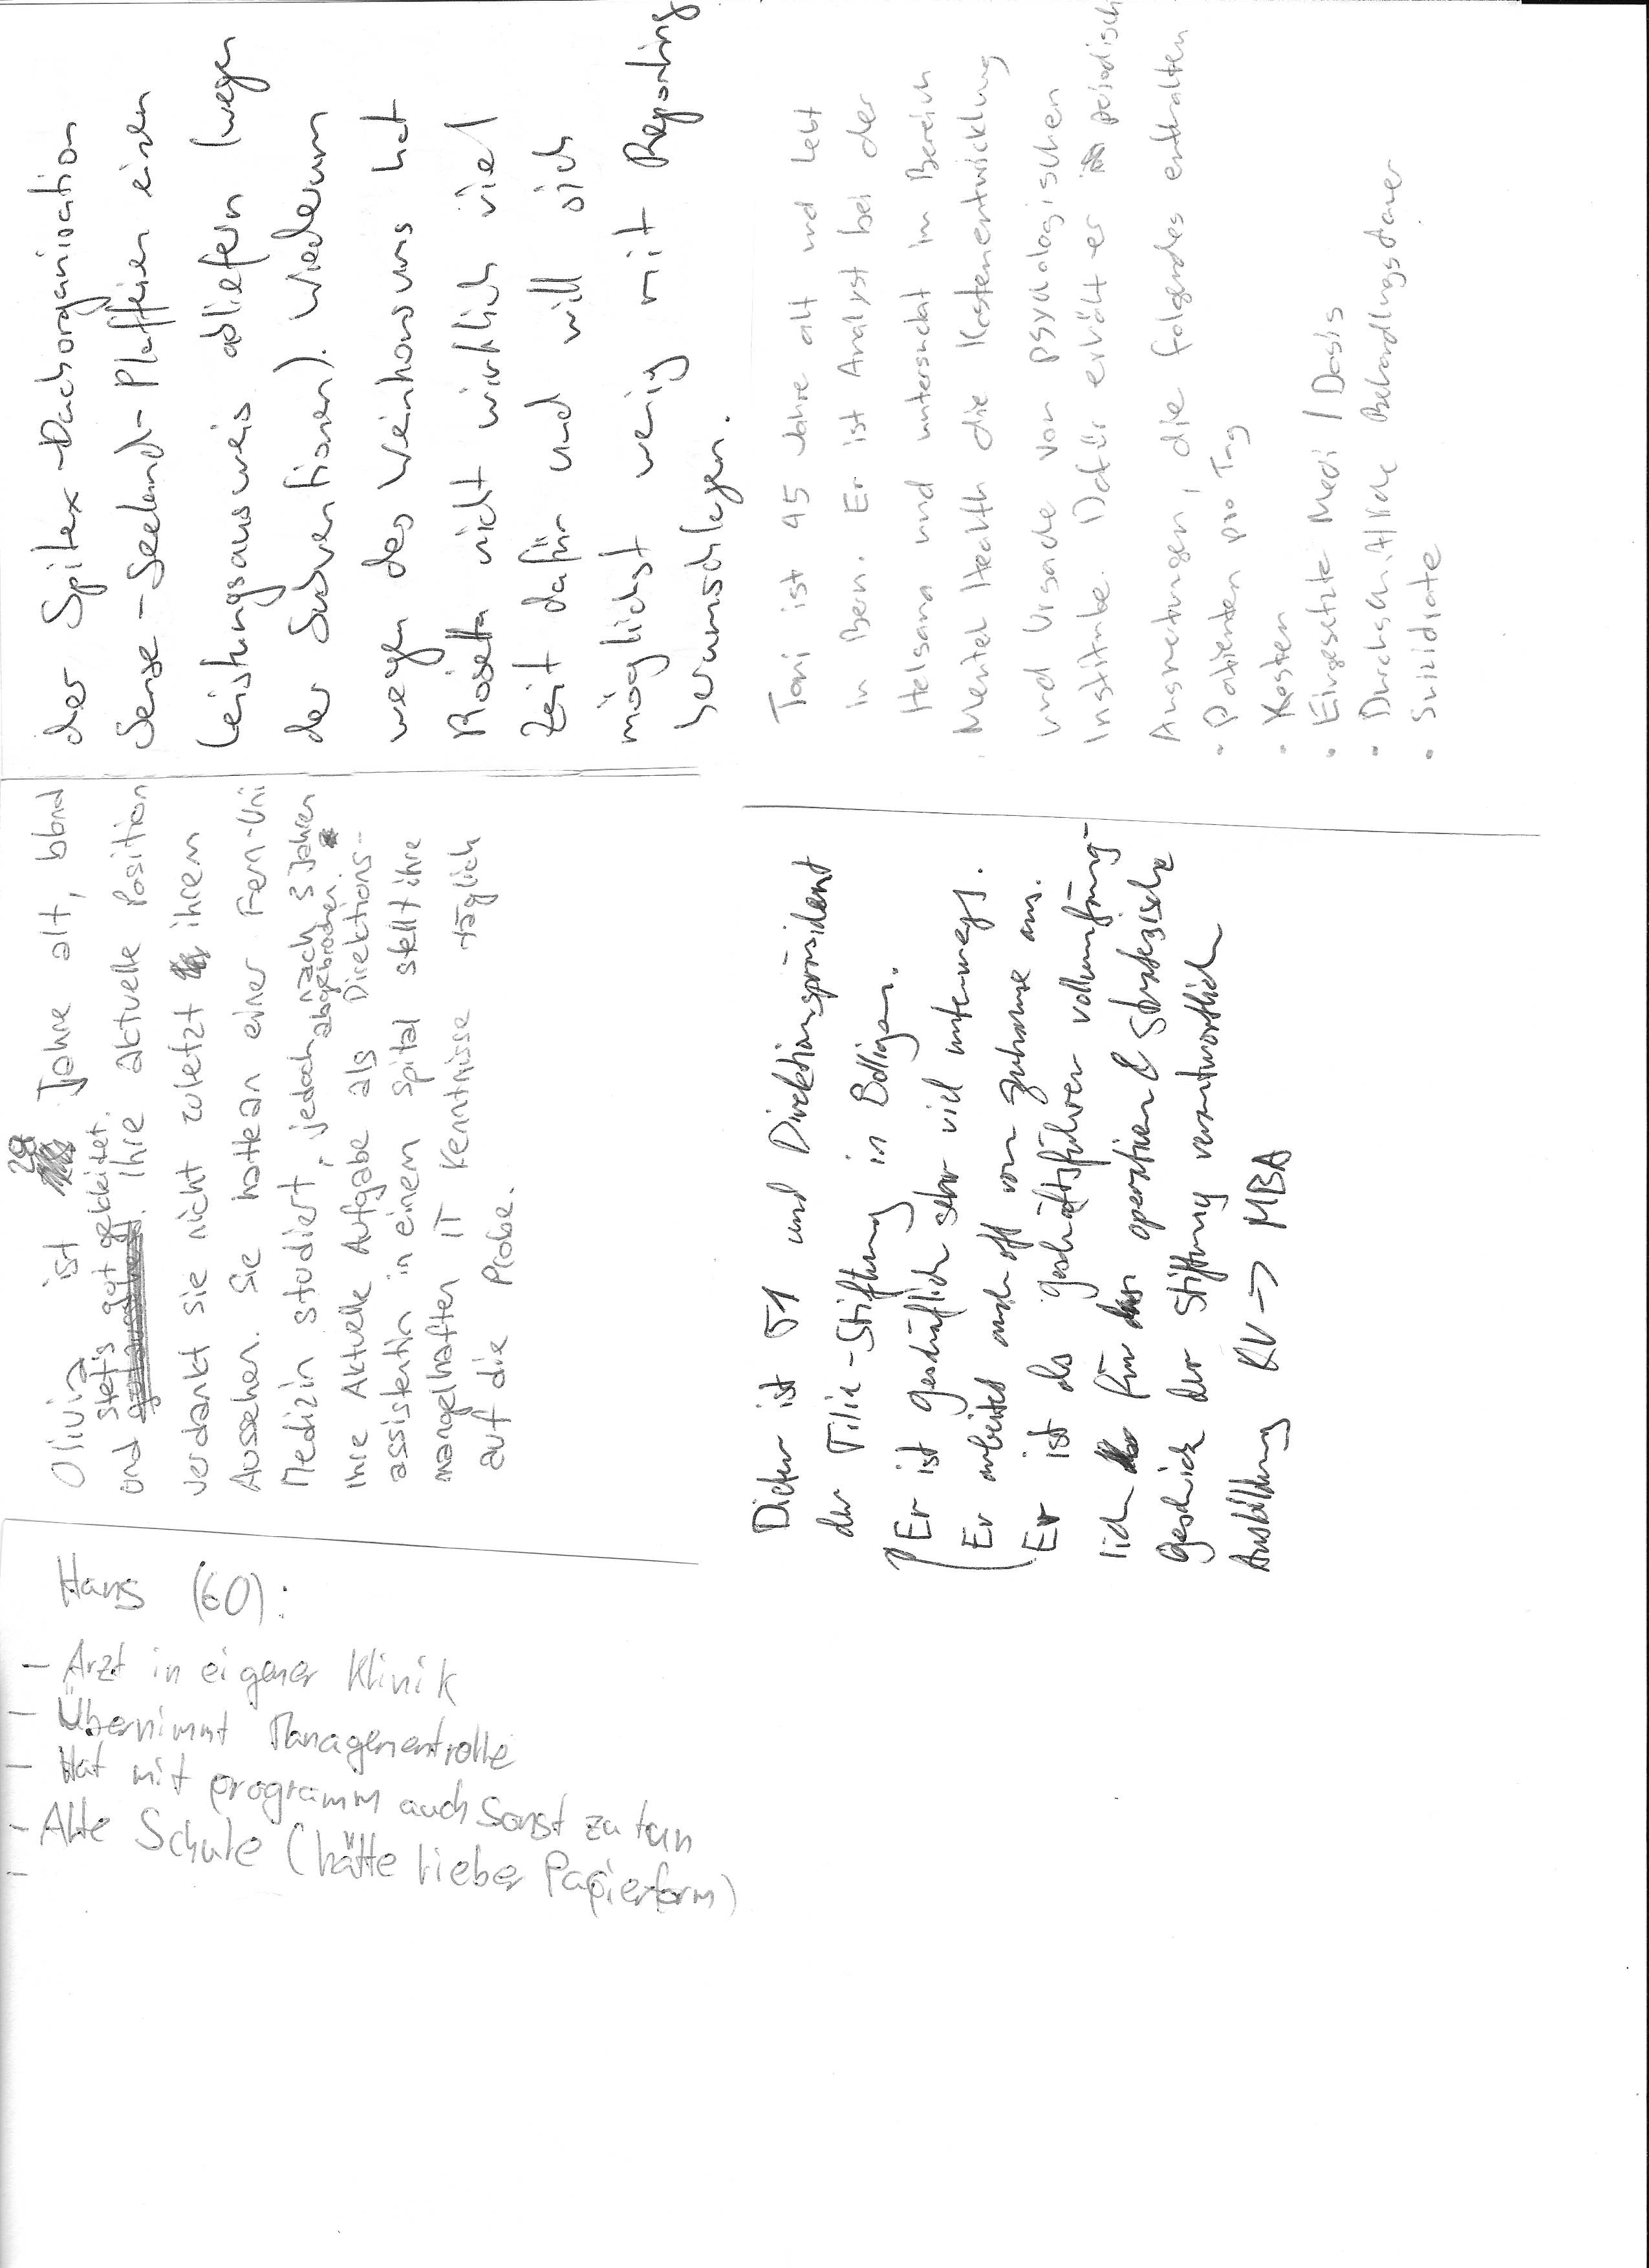 der Spitex-Dachorganisation
Sense-Seeland-Plaffeien einen
Leistungsausweis abliefern (wegen
der Subventionen). Wiederum
wegen des Weinkonsums hat
Rösetta nicht wirklich viel
Zeit dafür und will sich
möglichst wenig mit Reporting
herumschlagen.
Toni ist 45 Jahre alt und lebt
in Bern. Er ist Analyst bei der
Helsana und untersucht im Bereich
Mental Health die Kostenentwicklung
und Ursache von psychologischen
Institute. Dafür erhält er periodisch
Auswertungen, die folgendes enthalten
• Patienten pro Tag
• Kosten
• Eingesetzte Medi / Dosis
• Durchschnittliche Behandlungsdauer
• Suizidrate
Olivia ist 28 Jahre alt, blond
und stet's gut gekleidet. Ihre aktuelle Position
verdankt sie nicht zuletzt ihrem
Aussehen. Sie hatte an einer Fern-Uni
Medizin studiert, jedoch nach 3 Jahren abgebrochen.
Ihre Aktuelle Aufgabe als Direktions-
assistentin in einem Spital stellt ihre
mangelhaften IT Kenntnisse täglich
auf die Probe.
Dieter ist 51 und Direktionspräsident
der Tilia-Stiftung in Bolligen.
Er ist geschäftlich sehr viel unterwegs.
Er arbeitet auch oft von zuhause aus.
Er ist als Geschäftsführer vollumfäng-
lich für das operative & strategische
Geschick der Stiftung verantwortlich
Ausbildung KV -> MBA
Hans (60):
- Arzt in eigener Klinik
- Übernimmt Managementrolle
- Hat mit programm auch sonst zu tun
- Alte Schule (hätte lieber Papierform)
-